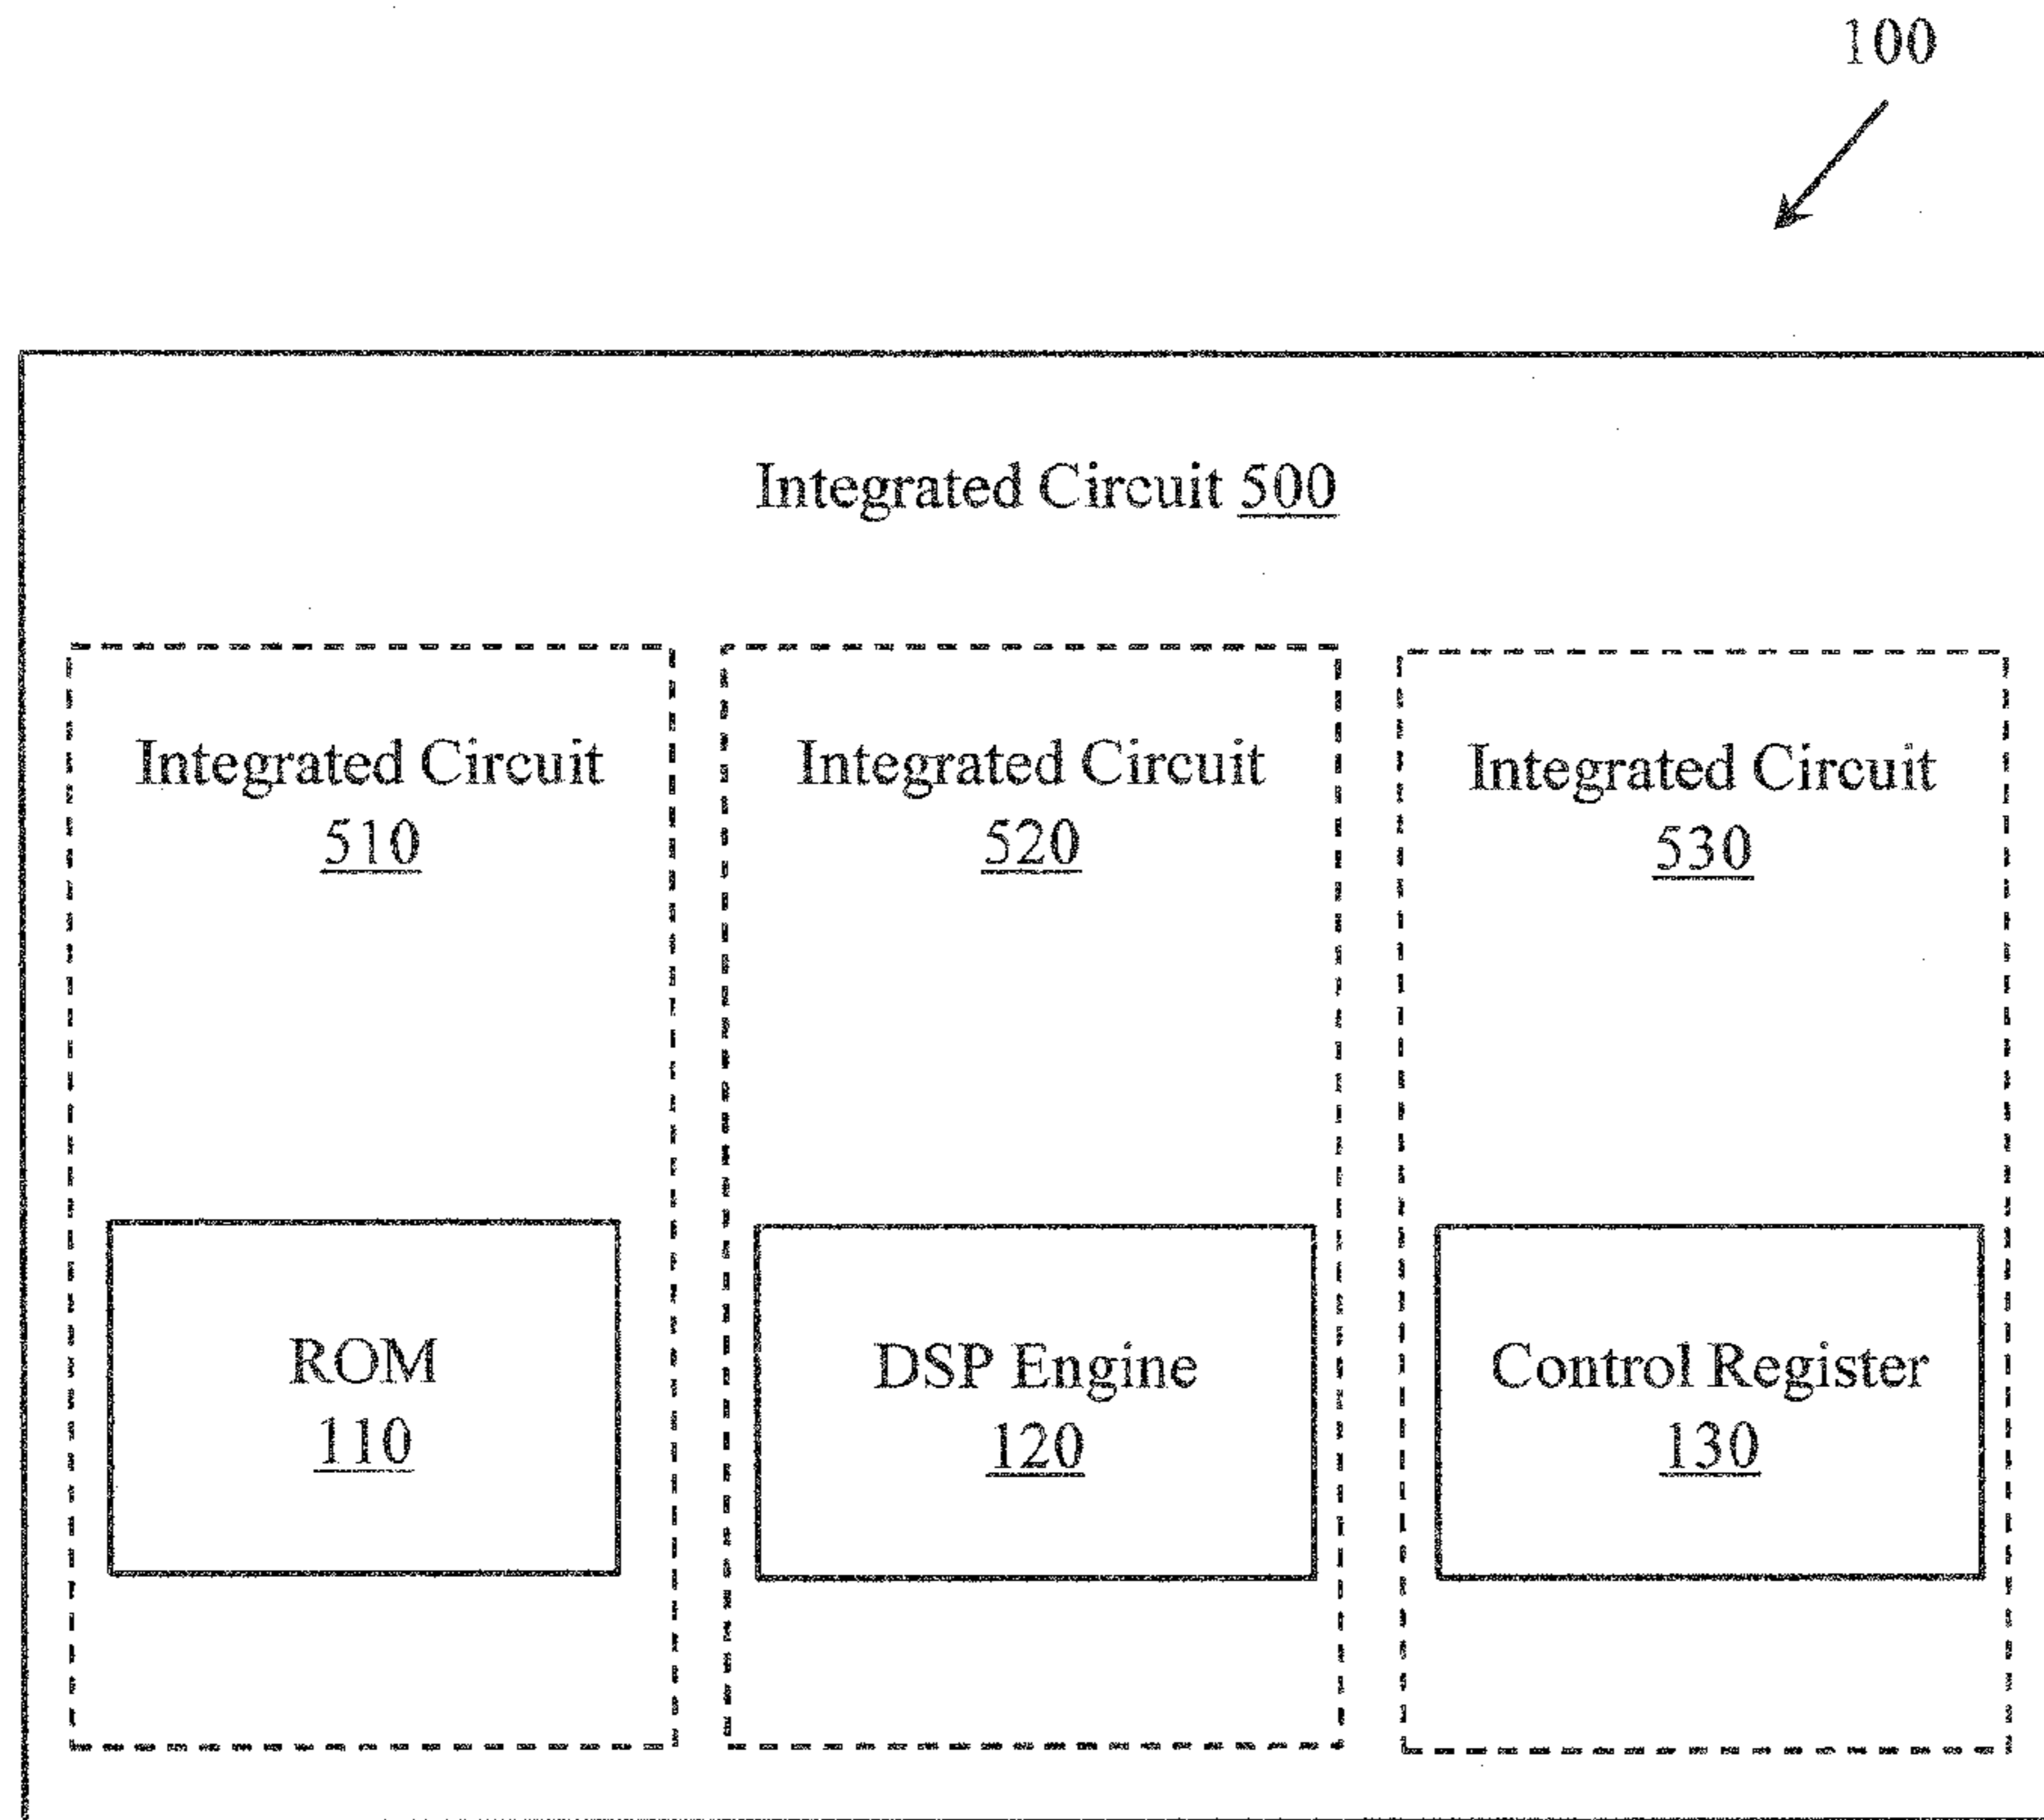 100
Integrated Circuit 500
Integrated Circuit
510
Integrated Circuit
520
Integrated Circuit
530
ROM
110
DSP Engine
120
Control Register
130